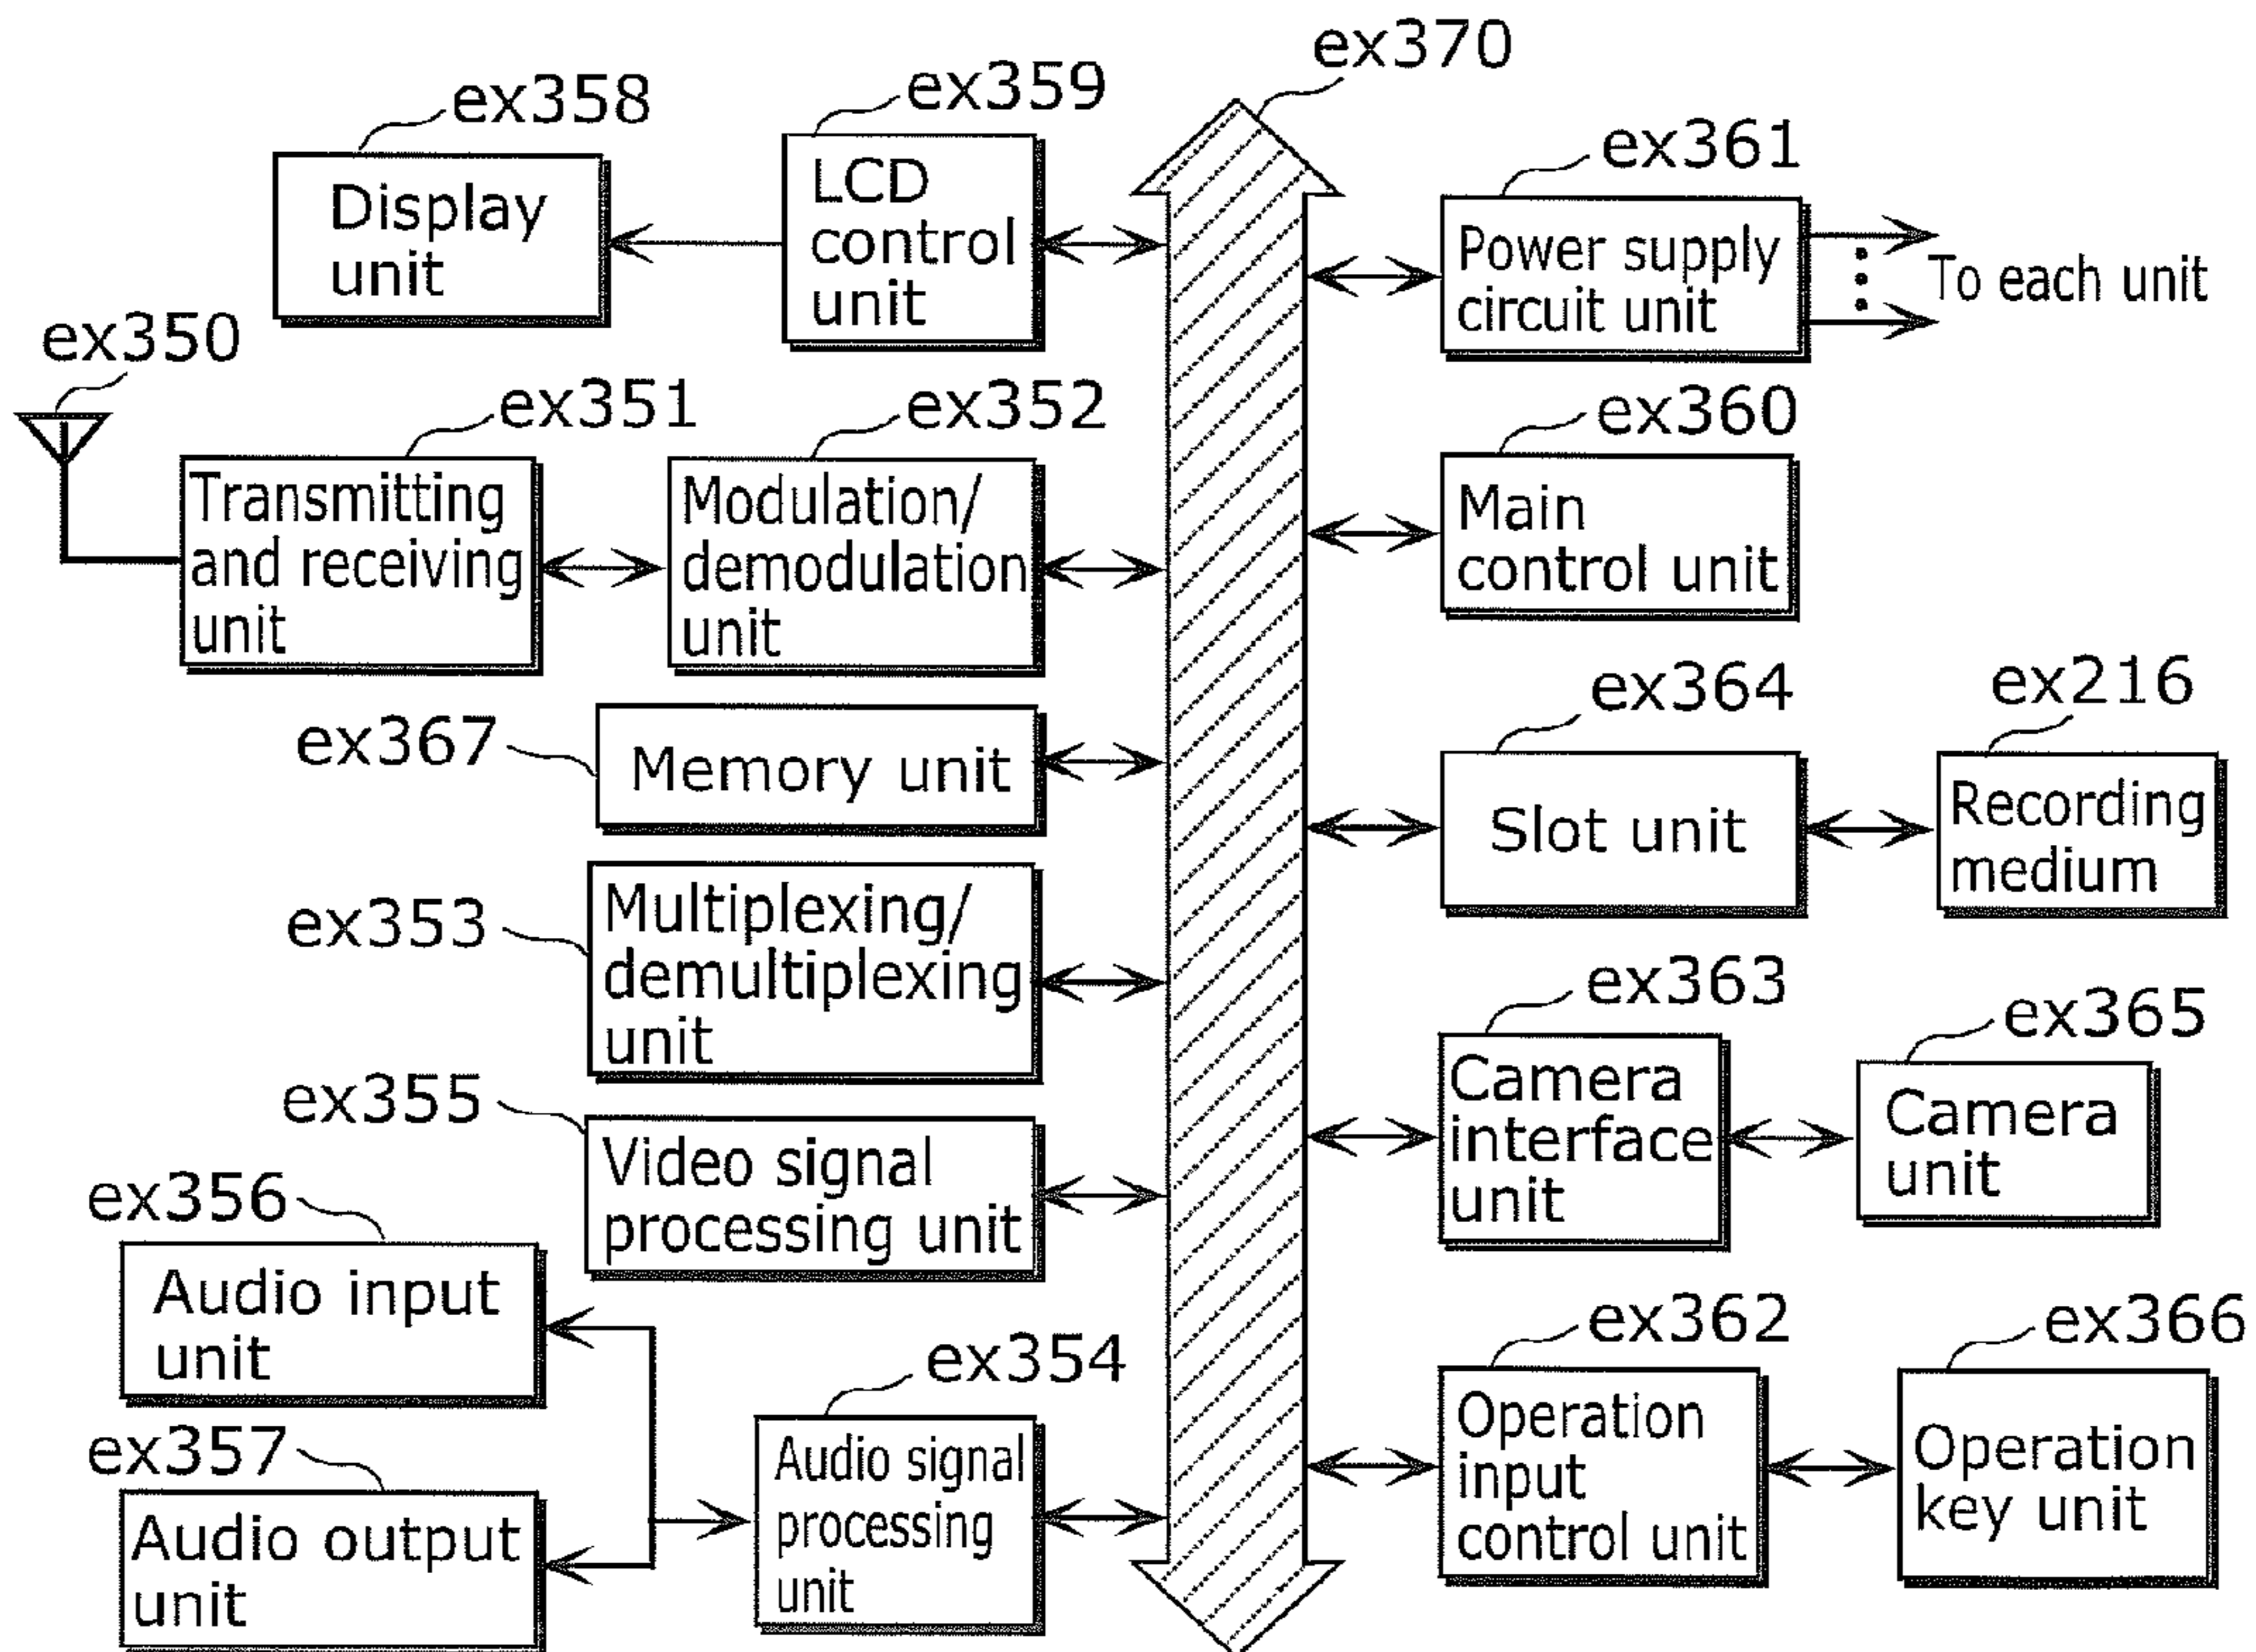 ex370
ex358
ex359
ex361
Display
unit
LCD
control
unit
Power supply
circuit unit
To each unit
ex350
ex351
ex352
ex360
Transmitting
and receiving
unit
Modulation/
demodulation
unit
Main
control unit
ex367
Memory unit
ex364
ex216
Slot unit
Recording
medium
ex353
Multiplexing/
demultiplexing
unit
ex363
ex365
Camera
interface
unit
Camera
unit
ex355
Video signal
processing unit
ex356
Audio input
unit
ex354
ex362
ex366
ex357
Audio output
unit
Audio signal
processing
unit
Operation
input
control unit
Operation
key unit